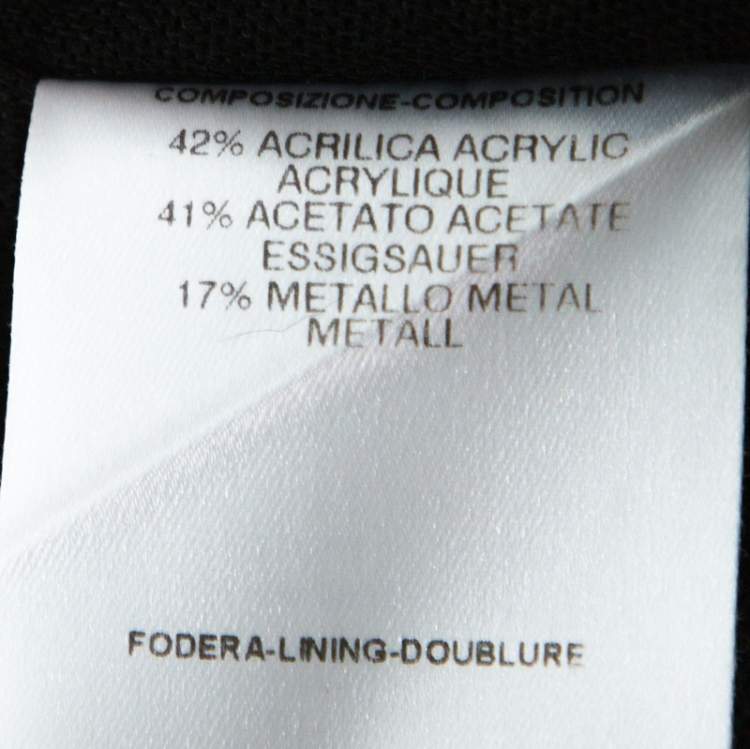 COMPOSIZIONE-COMPOSITION
42% ACRILICA ACRYLIC
ACRYLIQUE
41% ACETATO ACETATE
ESSIGSAUER
17% METALLO METAL
METALL
FODERA-LINING-DOUBLURE